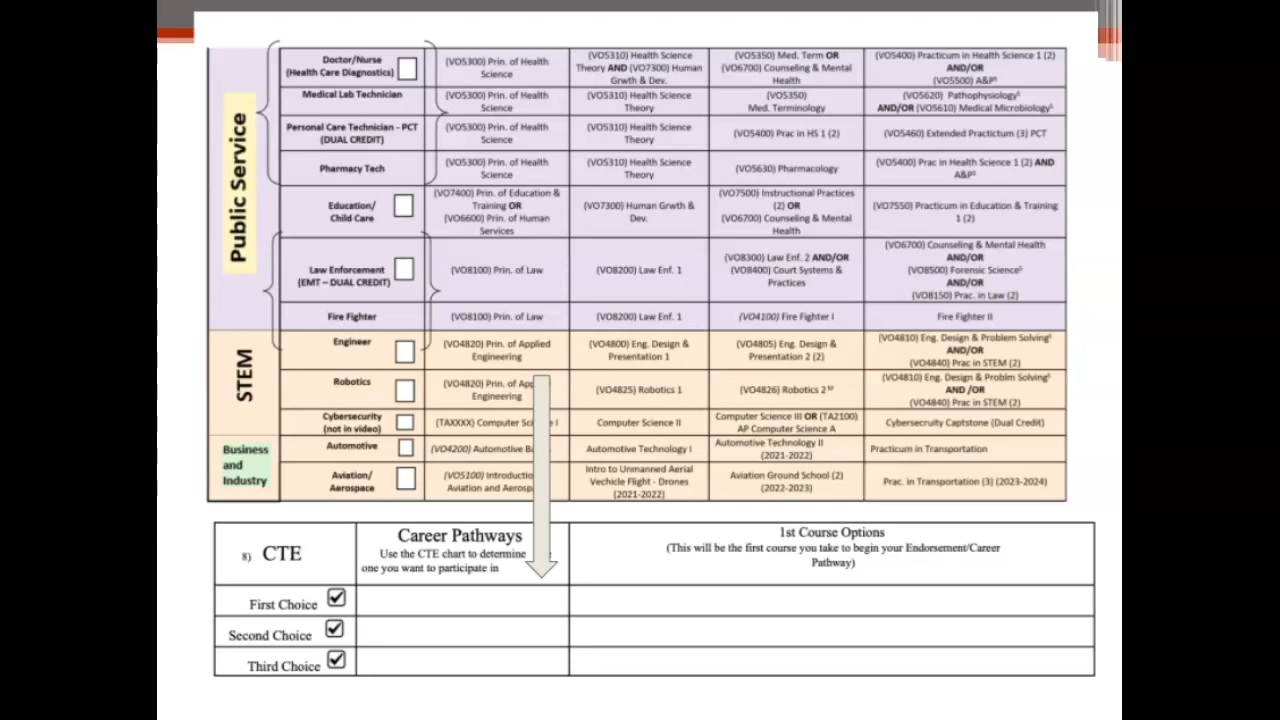 Public Service
Doctor/Nurse
(Health Care Diagnostics)
(VO5300) Prin. of Health
Science
(VO5310) Health Science
Theory AND (VO7300) Human
Grwth & Dev.
(VO5350) Med. Term OR
(VO6700) Counseling & Mental
Health
(VO5400) Practicum in Health Science 1 (2)
AND/OR
(VO5500) A&Pˢ
Medical Lab Technician
(VO5300) Prin. of Health
Science
(VO5310) Health Science
Theory
(VO5350)
Med. Terminology
(VO5620) Pathophysiologyˢ
AND/OR (VO5610) Medical Microbiologyˢ
Personal Care Technician - PCT
(DUAL CREDIT)
(VO5300) Prin. of Health
Science
(VO5310) Health Science
Theory
(VO5400) Prac in HS 1 (2)
(VO5460) Extended Practictum (3) PCT
Pharmacy Tech
(VO5300) Prin. of Health
Science
(VO5310) Health Science
Theory
(VO5630) Pharmacology
(VO5400) Prac in Health Science 1 (2) AND
A&Pˢ
Education/
Child Care
(VO7400) Prin. of Education &
Training OR
(VO6600) Prin. of Human
Services
(VO7300) Human Grwth &
Dev.
(VO7500) Instructional Practices
(2) OR
(VO6700) Counseling & Mental
Health
(VO7550) Practicum in Education & Training
1 (2)
Law Enforcement
(EMT – DUAL CREDIT)
(VO8100) Prin. of Law
(VO8200) Law Enf. 1
(VO8300) Law Enf. 2 AND/OR
(VO8400) Court Systems &
Practices
(VO6700) Counseling & Mental Health
AND/OR
(VO8500) Forensic Scienceˢ
AND/OR
(VO8150) Prac. in Law (2)
Fire Fighter
(VO8100) Prin. of Law
(VO8200) Law Enf. 1
(VO4100) Fire Fighter I
Fire Fighter II
STEM
Engineer
(VO4820) Prin. of Applied
Engineering
(VO4800) Eng. Design &
Presentation 1
(VO4805) Eng. Design &
Presentation 2 (2)
(VO4810) Eng. Design & Problem Solvingˢ
AND/OR
(VO4840) Prac in STEM (2)
Robotics
(VO4820) Prin. of App
Engineering
(VO4825) Robotics 1
(VO4826) Robotics 2ᴹ
(VO4810) Eng. Design & Problm Solvingˢ
AND /OR
(VO4840) Prac in STEM (2)
Cybersecurity
(not in video)
(TAXXXX) Computer Sc I
Computer Science II
Computer Science III OR (TA2100)
AP Computer Science A
Cybersecruity Captstone (Dual Credit)
Business
and
Industry
Automotive
(VO4200) Automotive Ba
Automotive Technology I
Automotive Technology II
(2021-2022)
Practicum in Transportation
Aviation/
Aerospace
(VO5100) Introductio
Aviation and Aerosp
Intro to Unmanned Aerial
Vechicle Flight - Drones
(2021-2022)
Aviation Ground School (2)
(2022-2023)
Prac. in Transportation (3) (2023-2024)
8) CTE
Career Pathways
Use the CTE chart to determine
one you want to participate in
1st Course Options
(This will be the first course you take to begin your Endorsement/Career
Pathway)
First Choice
Second Choice
Third Choice